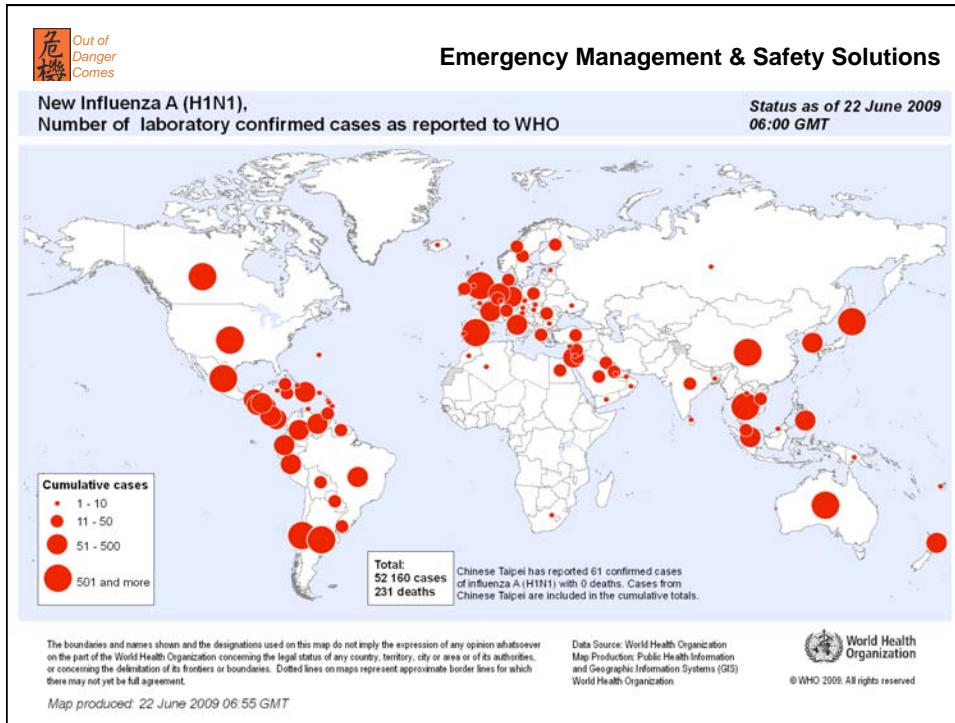 危
機
Out of
Danger
Comes
Emergency Management & Safety Solutions
New Influenza A (H1N1),
Number of laboratory confirmed cases as reported to WHO
Status as of 22 June 2009
06:00 GMT
Cumulative cases
1 - 10
11 - 50
51 - 500
501 and more
Total:
52 160 cases
231 deaths
Chinese Taipei has reported 61 confirmed cases
of influenza A (H1N1) with 0 deaths. Cases from
Chinese Taipei are included in the cumulative totals.
The boundaries and names shown and the designations used on this map do not imply the expression of any opinion whatsoever
on the part of the World Health Organization concerning the legal status of any country, territory, city or area or of its authorities,
or concerning the delimitation of its frontiers or boundaries. Dotted lines on maps represent approximate border lines for which
there may not yet be full agreement.
Map produced: 22 June 2009 06:55 GMT
Data Source: World Health Organization
Map Production: Public Health Information
and Geographic Information Systems (GIS)
World Health Organization
World Health
Organization
© WHO 2009. All rights reserved